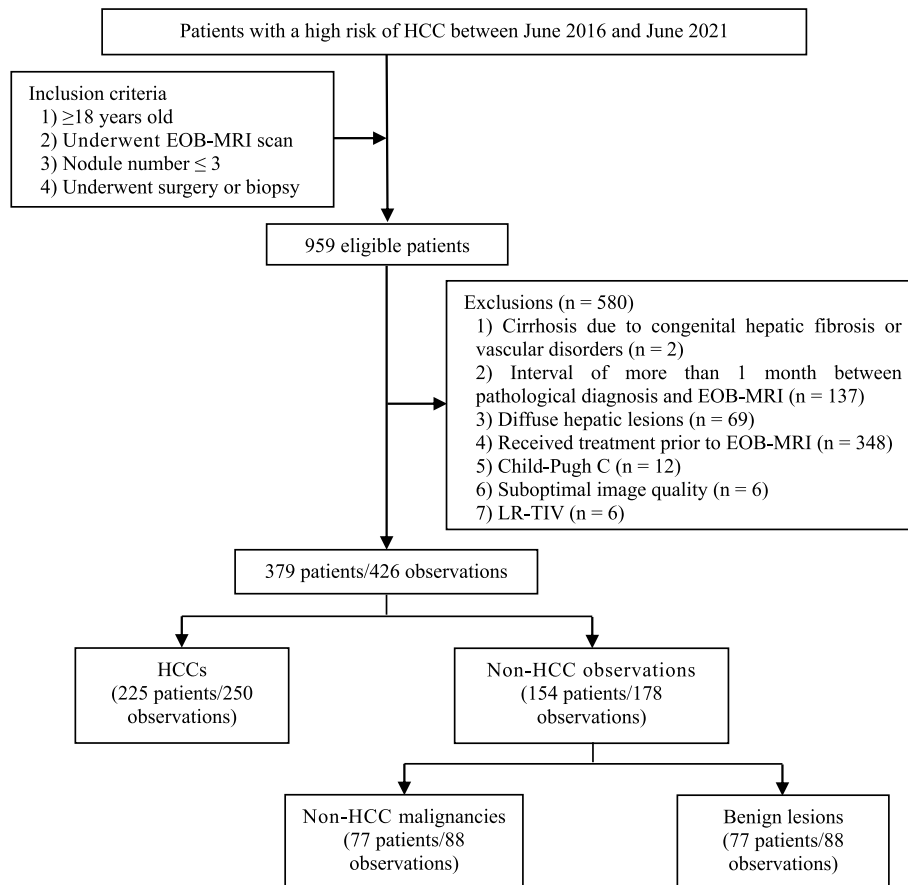 Patients with a high risk of HCC between June 2016 and June 2021
Inclusion criteria
1) ≥18 years old
2) Underwent EOB-MRI scan
3) Nodule number ≤ 3
4) Underwent surgery or biopsy
959 eligible patients
Exclusions (n = 580)
1) Cirrhosis due to congenital hepatic fibrosis or
vascular disorders (n = 2)
2) Interval of more than 1 month between
pathological diagnosis and EOB-MRI (n = 137)
3) Diffuse hepatic lesions (n = 69)
4) Received treatment prior to EOB-MRI (n = 348)
5) Child-Pugh C (n = 12)
6) Suboptimal image quality (n = 6)
7) LR-TIV (n = 6)
379 patients/426 observations
HCCs
(225 patients/250
observations)
Non-HCC observations
(154 patients/178
observations)
Non-HCC malignancies
(77 patients/88
observations)
Benign lesions
(77 patients/88
observations)